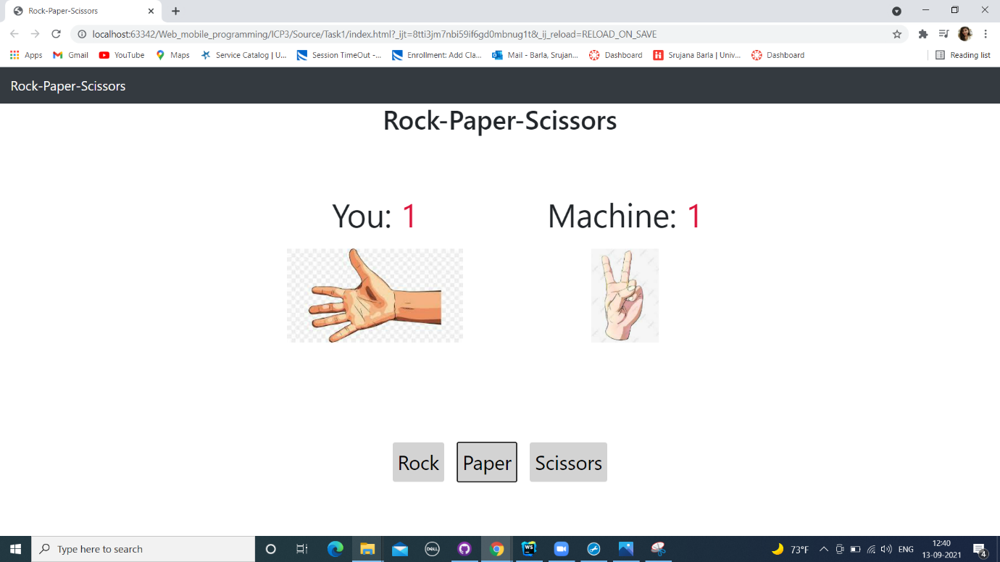 Rock-Paper-Scissors
localhost:63342/Web_mobile_programming/ICP3/Source/Task1/index.html?_ijt=8tti3jm7nbi59if6gd0mbnug1t&_ij_reload=RELOAD_ON_SAVE
Apps Gmail YouTube Maps Service Catalog | U... Session TimeOut -... Enrollment: Add Cla... Mail - Barla, Srujan... Dashboard Srujana Barla | Univ... Dashboard Reading list
Rock-Paper-Scissors
Rock-Paper-Scissors
You: 1 Machine: 1
Rock Paper Scissors
Type here to search DELL WS 73°F ENG 12:40
13-09-2021 4